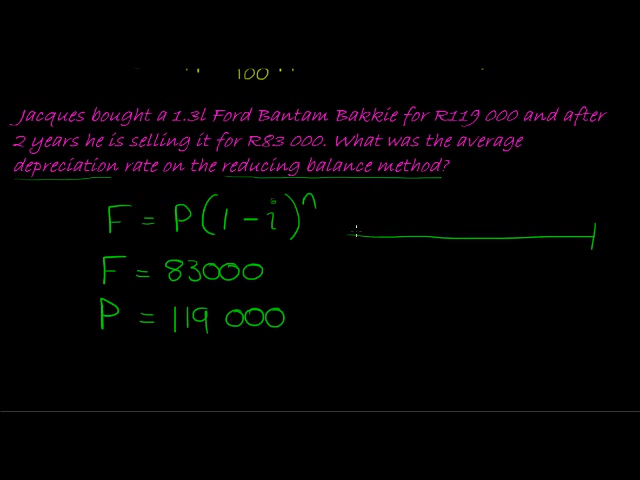 100
Jacques bought a 1.3l Ford Bantam Bakkie for R119 000 and after
2 years he is selling it for R83 000. What was the average
depreciation rate on the reducing balance method?
F = P(1 - i)^n
F = 83000
P = 119 000